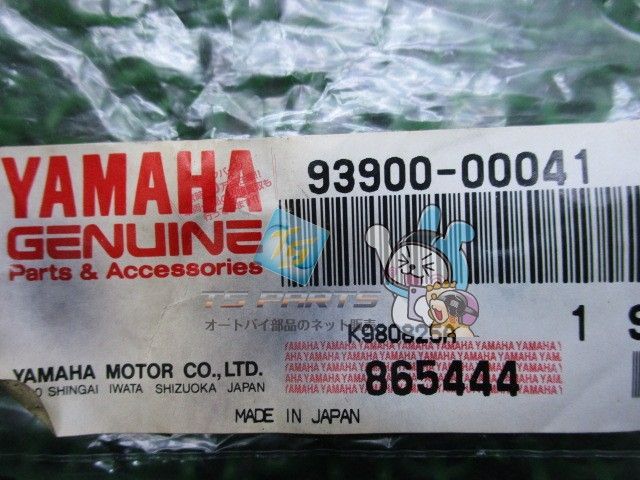 YAMAHA
GENUINE
Parts & Accessories
93900-00041
TS PARTS
オートバイ部品のネット販売
K980825A
1 S
YAMAHA MOTOR CO.,LTD.
SHINGAI IWATA SHIZUOKA JAPAN
865444
MADE IN JAPAN